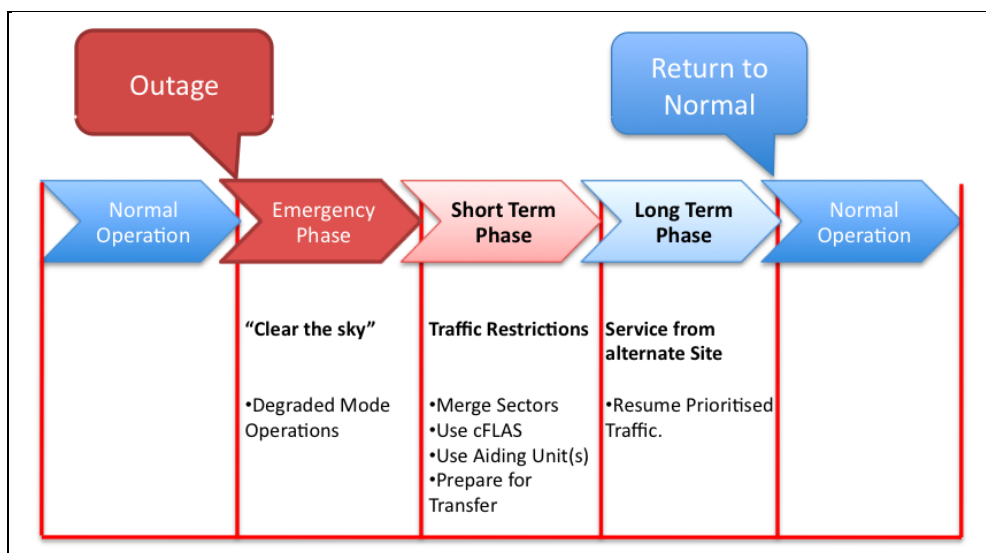 Outage
Return to
Normal
Normal
Operation
Emergency
Phase
Short Term
Phase
Long Term
Phase
Normal
Operation
“Clear the sky”
•Degraded Mode
Operations
Traffic Restrictions
•Merge Sectors
•Use cFLAS
•Use Aiding Unit(s)
•Prepare for
Transfer
Service from
alternate Site
•Resume Prioritised
Traffic.